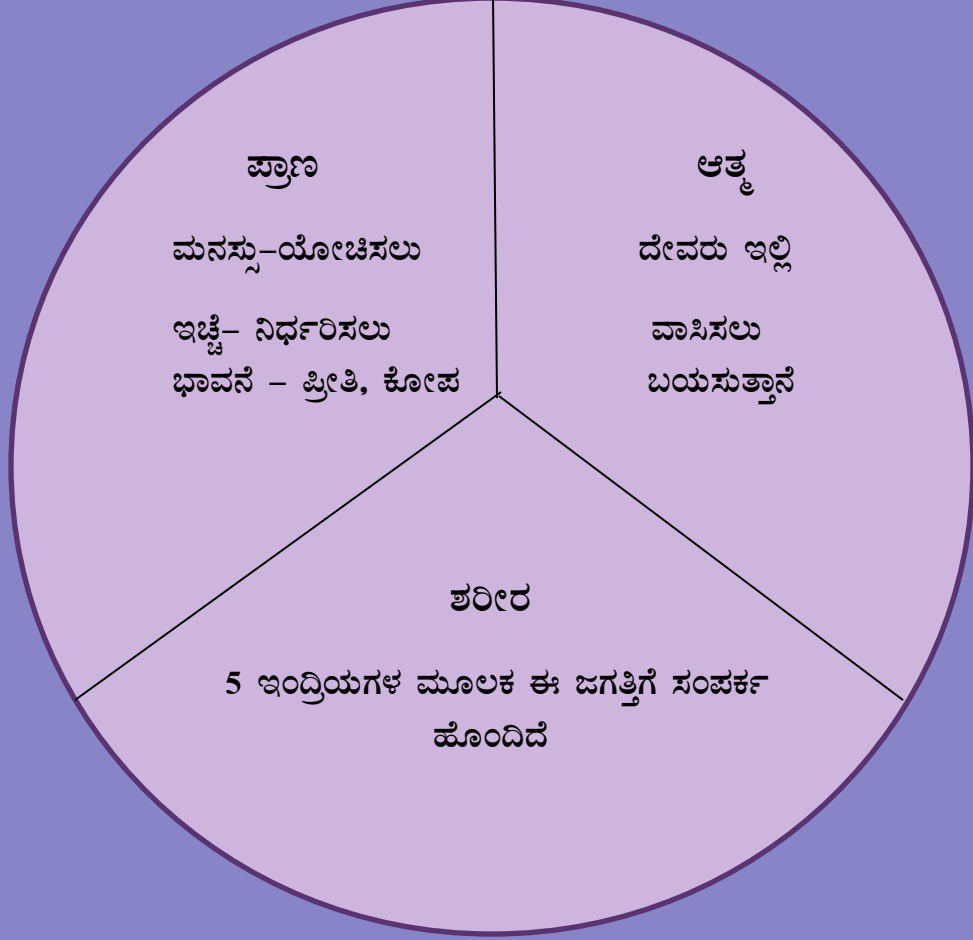 ಪ್ರಾಣ
ಮನಸ್ಸು–ಯೋಚಿಸಲು
ಇಚ್ಛೆ– ನಿರ್ಧರಿಸಲು
ಭಾವನೆ – ಪ್ರೀತಿ, ಕೋಪ
ಆತ್ಮ
ದೇವರು ಇಲ್ಲಿ
ವಾಸಿಸಲು
ಬಯಸುತ್ತಾನೆ
ಶರೀರ
5 ಇಂದ್ರಿಯಗಳ ಮೂಲಕ ಈ ಜಗತ್ತಿಗೆ ಸಂಪರ್ಕ
ಹೊಂದಿದೆ